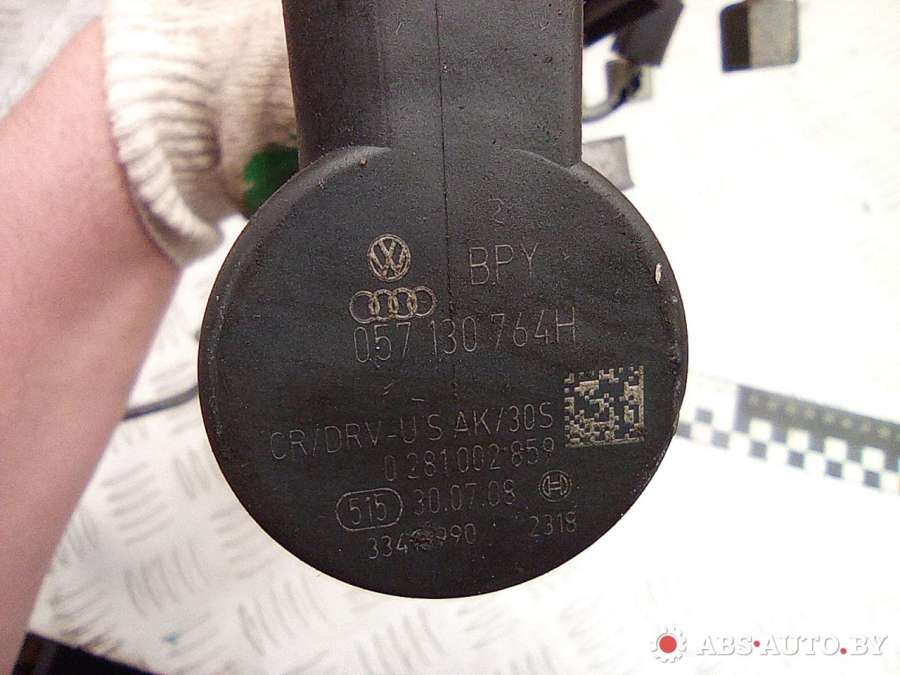 2
BPY
057 130 764H
CR/DRV-U S AK/30S
0 281 002 859
515 30.07.08
2318
ABS-AUTO.BY